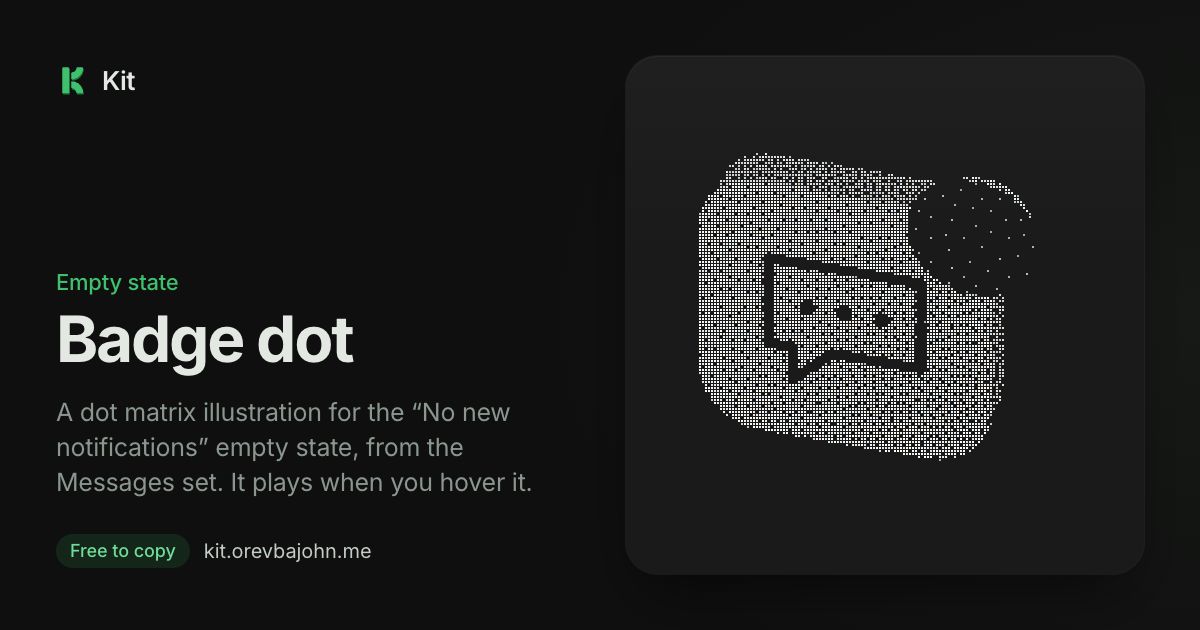 Kit
Empty state
Badge dot
A dot matrix illustration for the “No new
notifications” empty state, from the
Messages set. It plays when you hover it.
Free to copy
kit.orevbajohn.me